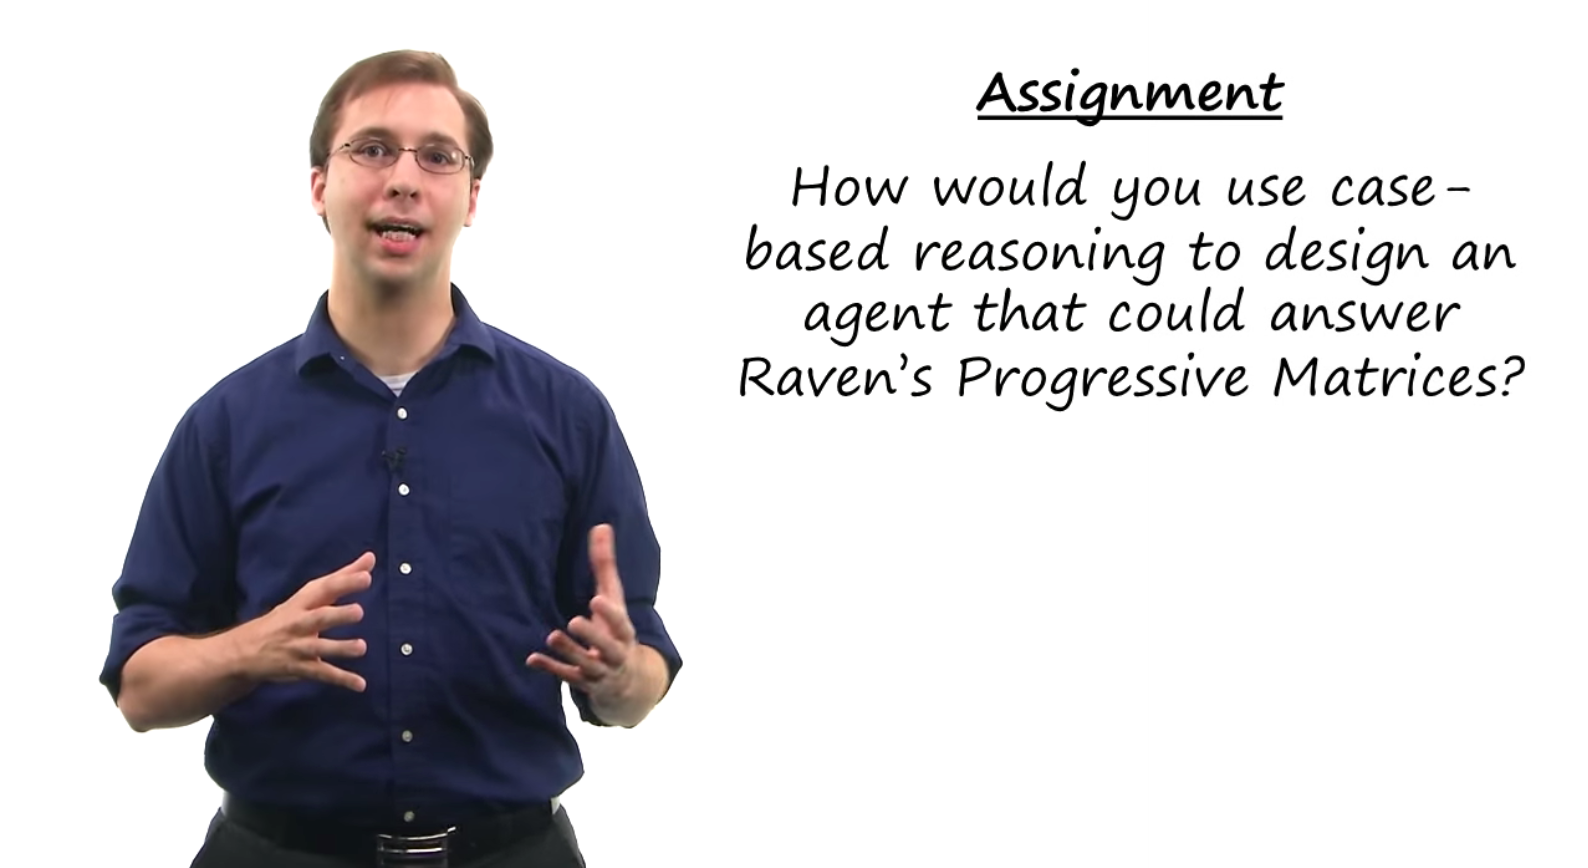 Assignment
How would you use case-
based reasoning to design an
agent that could answer
Raven's Progressive Matrices?